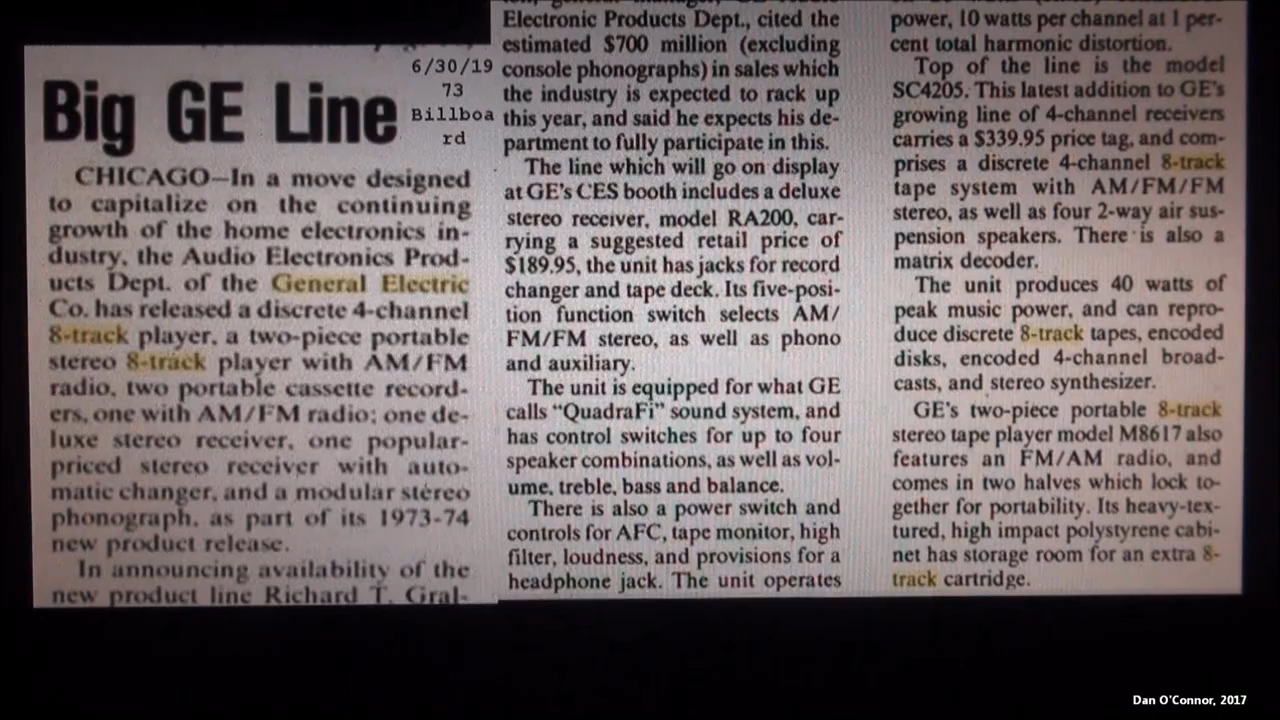 Big GE Line
6/30/19
73
Billboa
rd
CHICAGO—In a move designed
to capitalize on the continuing
growth of the home electronics in-
dustry, the Audio Electronics Prod-
ucts Dept. of the General Electric
Co. has released a discrete 4-channel
8-track player, a two-piece portable
stereo 8-track player with AM/FM
radio, two portable cassette record-
ers, one with AM/FM radio; one de-
luxe stereo receiver, one popular-
priced stereo receiver with auto-
matic changer, and a modular stereo
phonograph, as part of its 1973-74
new product release.
In announcing availability of the
new product line Richard T. Gral-
Electronic Products Dept., cited the
estimated $700 million (excluding
console phonographs) in sales which
the industry is expected to rack up
this year, and said he expects his de-
partment to fully participate in this.
The line which will go on display
at GE's CES booth includes a deluxe
stereo receiver, model RA200, car-
rying a suggested retail price of
$189.95, the unit has jacks for record
changer and tape deck. Its five-posi-
tion function switch selects AM/
FM/FM stereo, as well as phono
and auxiliary.
The unit is equipped for what GE
calls "QuadraFi" sound system, and
has control switches for up to four
speaker combinations, as well as vol-
ume, treble, bass and balance.
There is also a power switch and
controls for AFC, tape monitor, high
filter, loudness, and provisions for a
headphone jack. The unit operates
power, 10 watts per channel at 1 per-
cent total harmonic distortion.
Top of the line is the model
SC4205. This latest addition to GE's
growing line of 4-channel receivers
carries a $339.95 price tag, and com-
prises a discrete 4-channel 8-track
tape system with AM/FM/FM
stereo, as well as four 2-way air sus-
pension speakers. There is also a
matrix decoder.
The unit produces 40 watts of
peak music power, and can repro-
duce discrete 8-track tapes, encoded
disks, encoded 4-channel broad-
casts, and stereo synthesizer.
GE's two-piece portable 8-track
stereo tape player model M8617 also
features an FM/AM radio, and
comes in two halves which lock to-
gether for portability. Its heavy-tex-
tured, high impact polystyrene cabi-
net has storage room for an extra 8-
track cartridge.
Dan O'Connor, 2017